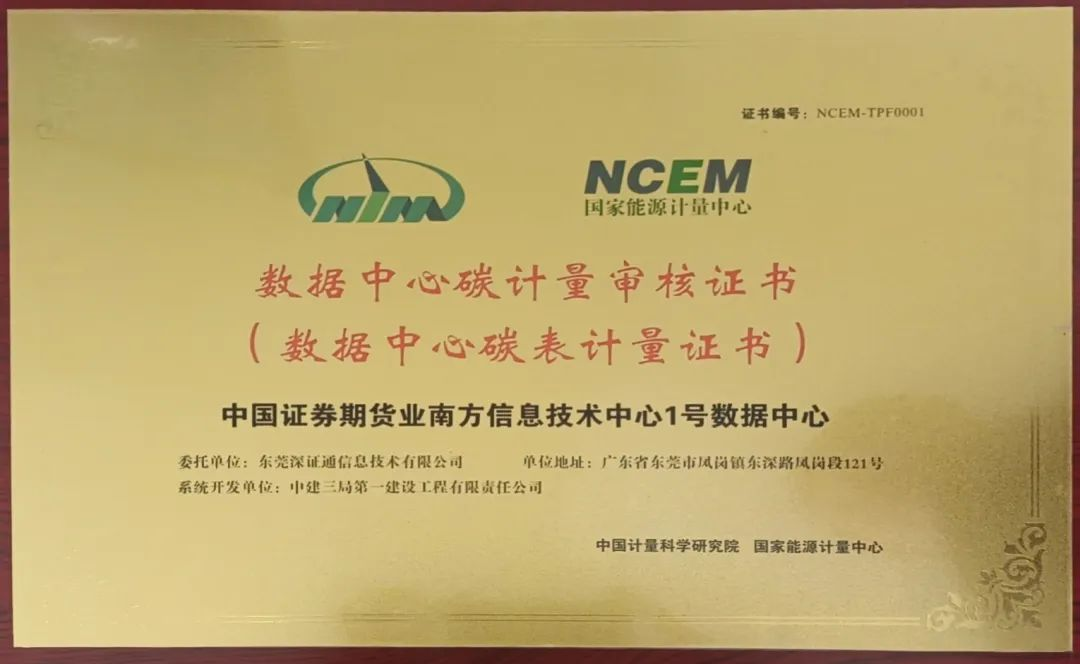 证书编号：NCEM-TPF0001
NIM
NCEM
国家能源计量中心
数据中心碳计量审核证书
（数据中心碳表计量证书）
中国证券期货业南方信息技术中心1号数据中心
委托单位：东莞深证通信息技术有限公司 单位地址：广东省东莞市凤岗镇东深路凤岗段121号
系统开发单位：中建三局第一建设工程有限责任公司
中国计量科学研究院 国家能源计量中心